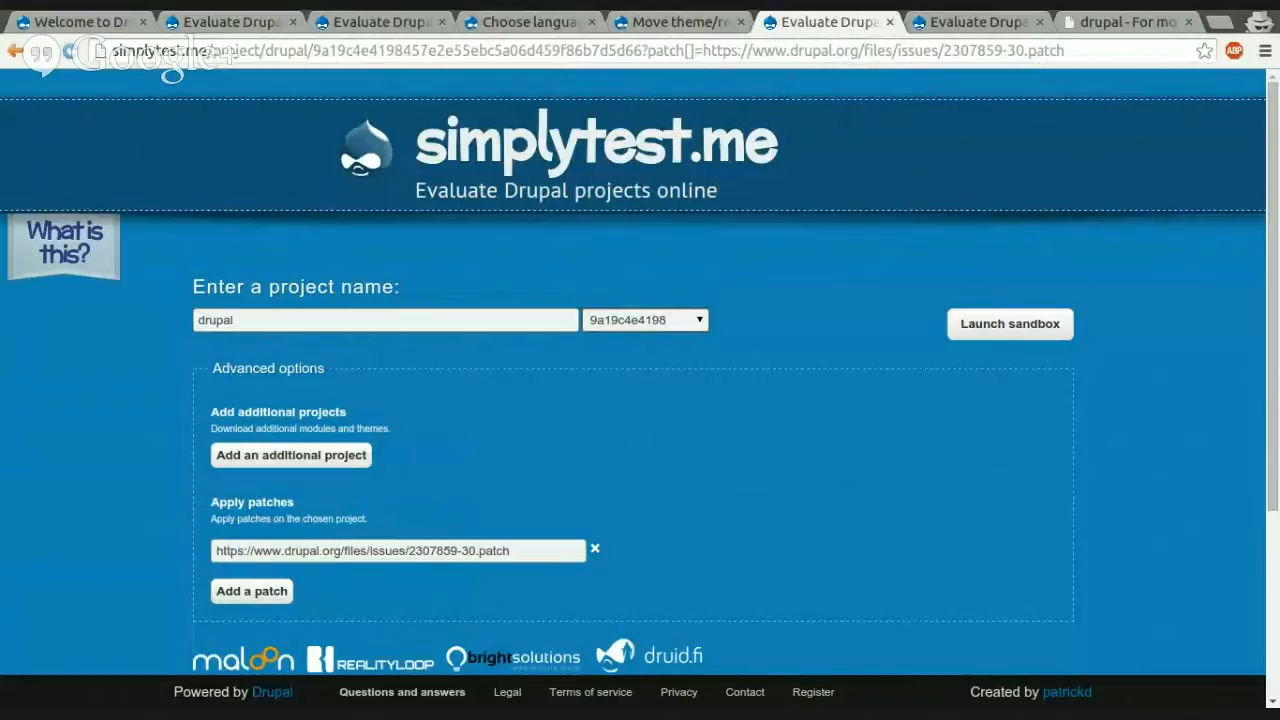 Welcome to Dr
Evaluate Drupa
Evaluate Drupa
Choose langua
Move theme/re
Evaluate Drupa
Evaluate Drupa
drupal - For mo
simplytest.me/project/drupal/9a19c4e4198457e2e55ebc5a06d459f86b7d5d66?patch[]=https://www.drupal.org/files/issues/2307859-30.patch
ABP
Google+
simplytest.me
Evaluate Drupal projects online
What is
this?
Enter a project name:
drupal
9a19c4e4198
Launch sandbox
Advanced options
Add additional projects
Download additional modules and themes.
Add an additional project
Apply patches
Apply patches on the chosen project.
https://www.drupal.org/files/issues/2307859-30.patch
Add a patch
maloon
REALITYLOOP
brightsolutions
druid.fi
Powered by Drupal
Questions and answers
Legal
Terms of service
Privacy
Contact
Register
Created by patrickd